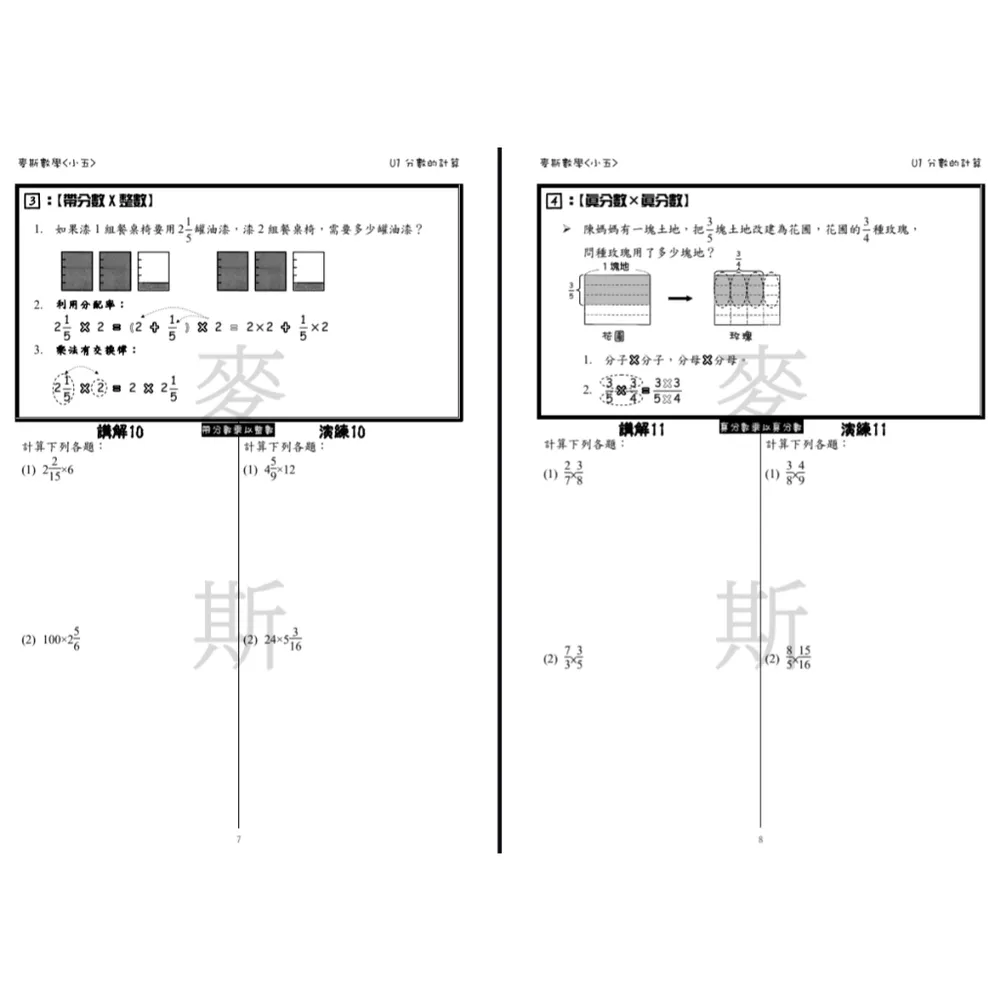 麥斯數學<小五>
U1 分數的計算
3：【帶分數X整數】
1. 如果漆1組餐桌椅要用2 1/5罐油漆，漆2組餐桌椅，需要多少罐油漆？
2. 利用分配率：
2 1/5 × 2 = (2 + 1/5) × 2 = 2×2 + 1/5×2
3. 乘法有交換律：
2 1/5 × 2 = 2 × 2 1/5
講解10
帶分數乘以整數
演練10
計算下列各題：
(1) 2 2/15×6
(2) 100×2 5/6
計算下列各題：
(1) 4 5/9×12
(2) 24×5 3/16
麥
斯
7
麥斯數學<小五>
U1 分數的計算
4：【真分數×真分數】
➢ 陳媽媽有一塊土地，把3/5塊土地改建為花圃，花圃的3/4種玫瑰，
問種玫瑰用了多少塊地？
1 塊地
3/5
花圃
3/4
玫瑰
1. 分子×分子，分母×分母。
2. 3/5 × 3/4 = 3×3/5×4
講解11
真分數乘以真分數
演練11
計算下列各題：
(1) 2/7×3/8
(2) 7/3×3/5
計算下列各題：
(1) 3/8×4/9
(2) 8/5×15/16
麥
斯
8